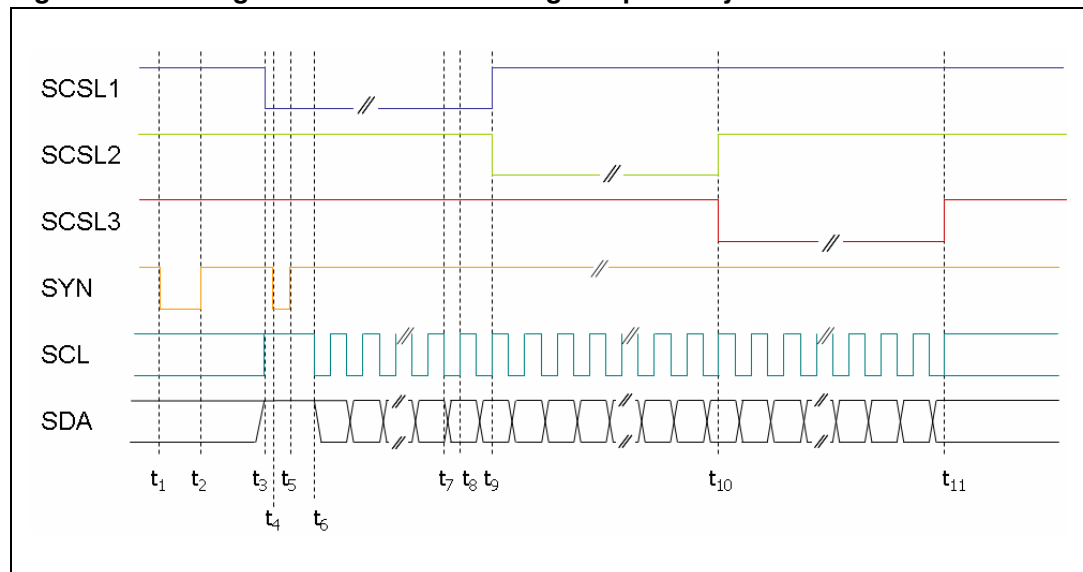 SCSL1
SCSL2
SCSL3
SYN
SCL
SDA
t1 t2 t3 t5 t7 t8 t9 t10 t11
t4 t6